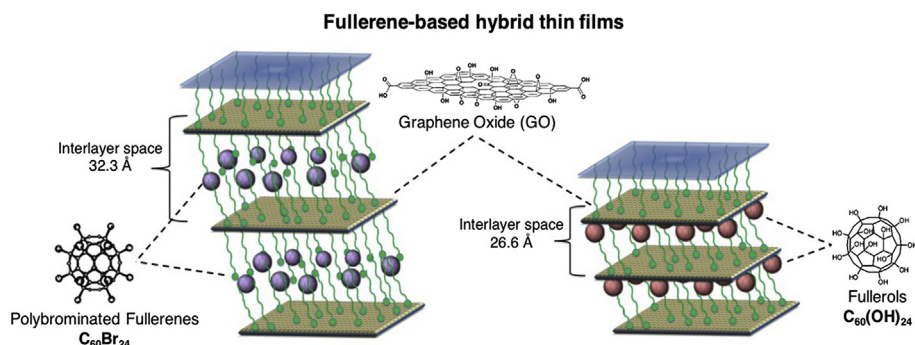 Fullerene-based hybrid thin films
Graphene Oxide (GO)
Interlayer space
32.3 Å
Interlayer space
26.6 Å
Polybrominated Fullerenes
C₆₀Br₂₄
Fullerols
C₆₀(OH)₂₄